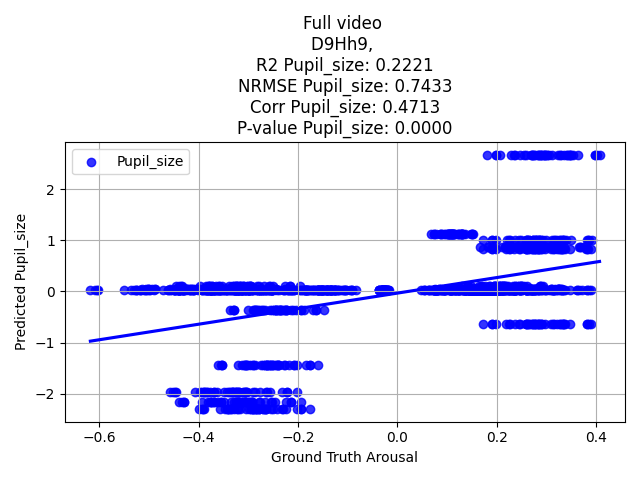 Full video
D9Hh9,
R2 Pupil_size: 0.2221
NRMSE Pupil_size: 0.7433
Corr Pupil_size: 0.4713
P-value Pupil_size: 0.0000
Pupil_size
Predicted Pupil_size
2
1
0
−1
−2
−0.6
−0.4
−0.2
0.0
0.2
0.4
Ground Truth Arousal